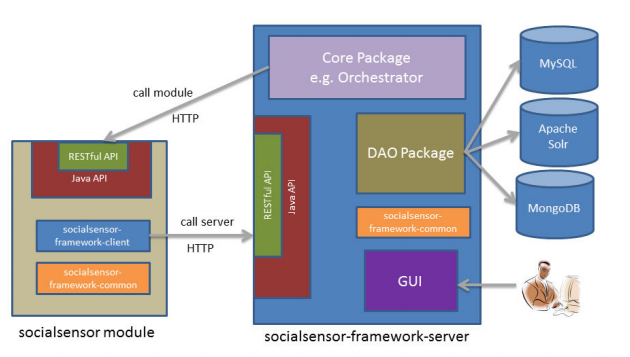 Core Package
e.g. Orchestrator
MySQL
call module
HTTP
Apache
Solr
RESTful API
Java API
DAO Package
RESTful API
Java API
MongoDB
socialsensor-
framework-client
call server
HTTP
socialsensor-
framework-common
socialsensor-
framework-common
GUI
socialsensor module
socialsensor-framework-server